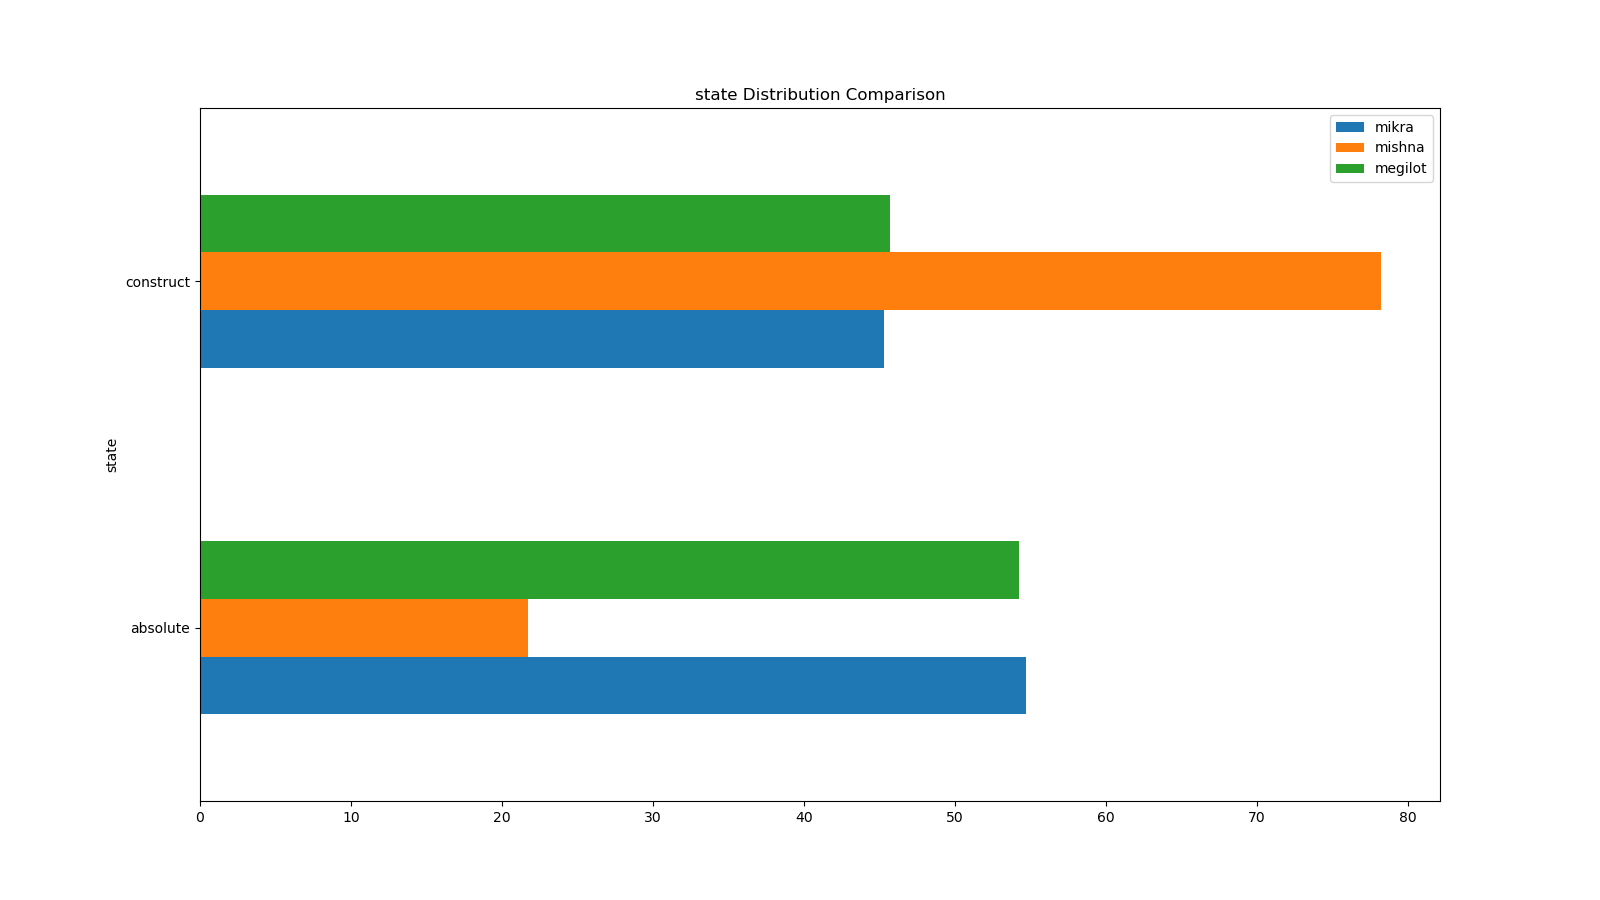 state Distribution Comparison
mikra
mishna
megilot
construct
state
absolute
0 10 20 30 40 50 60 70 80